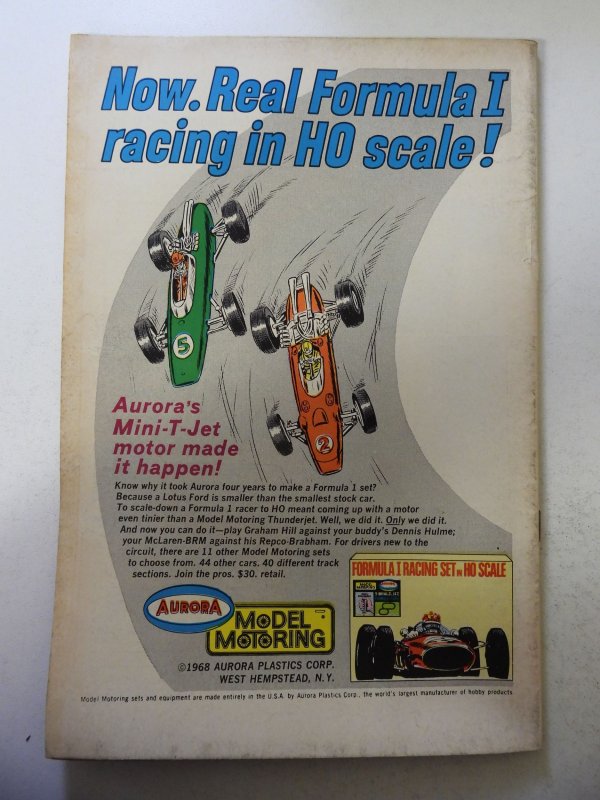 Now. Real Formula I
racing in HO scale!
5
2
Aurora's
Mini-T-Jet
motor made
it happen!
Know why it took Aurora four years to make a Formula 1 set?
Because a Lotus Ford is smaller than the smallest stock car.
To scale-down a Formula 1 racer to HO meant coming up with a motor
even tinier than a Model Motoring Thunderjet. Well, we did it. Only we did it.
And now you can do it—play Graham Hill against your buddy's Dennis Hulme;
your McLaren-BRM against his Repco-Brabham. For drivers new to the
circuit, there are 11 other Model Motoring sets
to choose from. 44 other cars. 40 different track
sections. Join the pros. $30. retail.
FORMULA I RACING SET IN HO SCALE
AURORA
MODEL
MOTORING
©1968 AURORA PLASTICS CORP.
WEST HEMPSTEAD, N.Y.
Model Motoring sets and equipment are made entirely in the U.S.A. by Aurora Plastics Corp., the world's largest manufacturer of hobby products